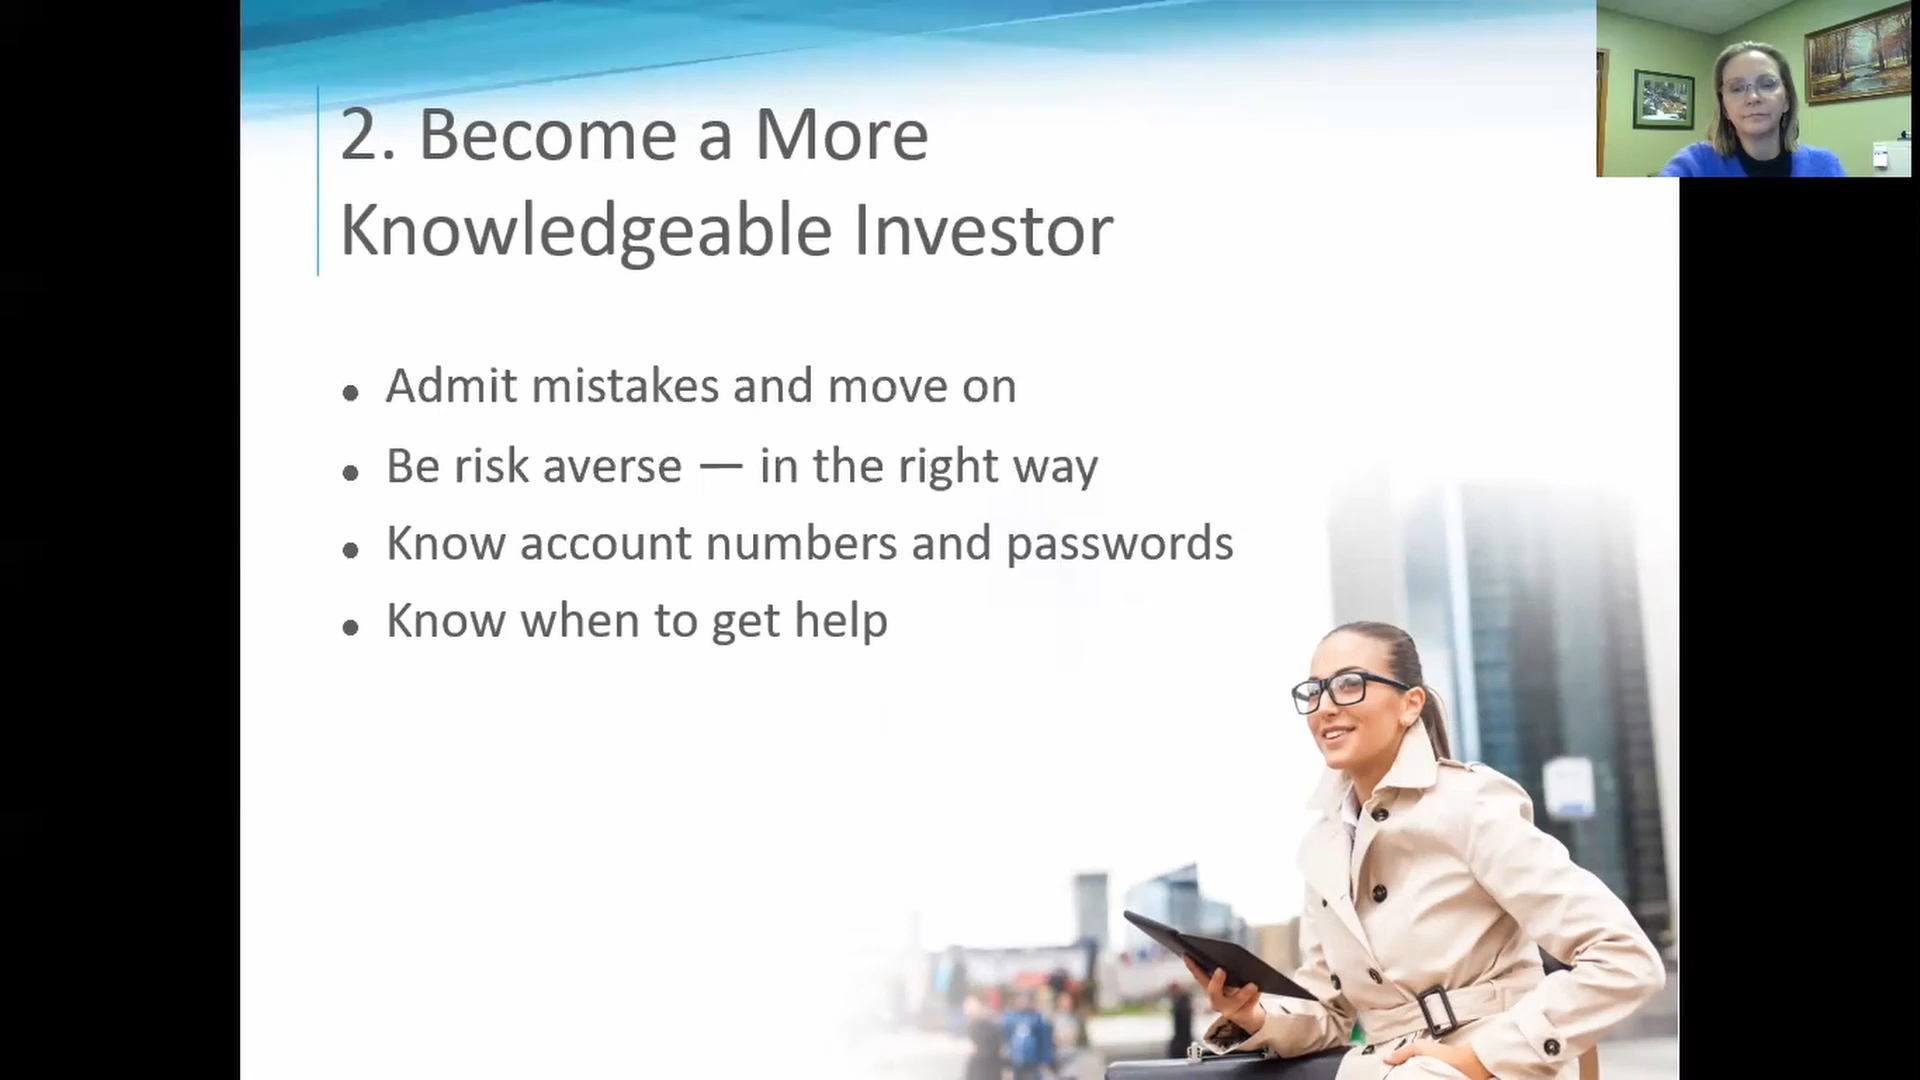 2. Become a More
Knowledgeable Investor
• Admit mistakes and move on
• Be risk averse — in the right way
• Know account numbers and passwords
• Know when to get help